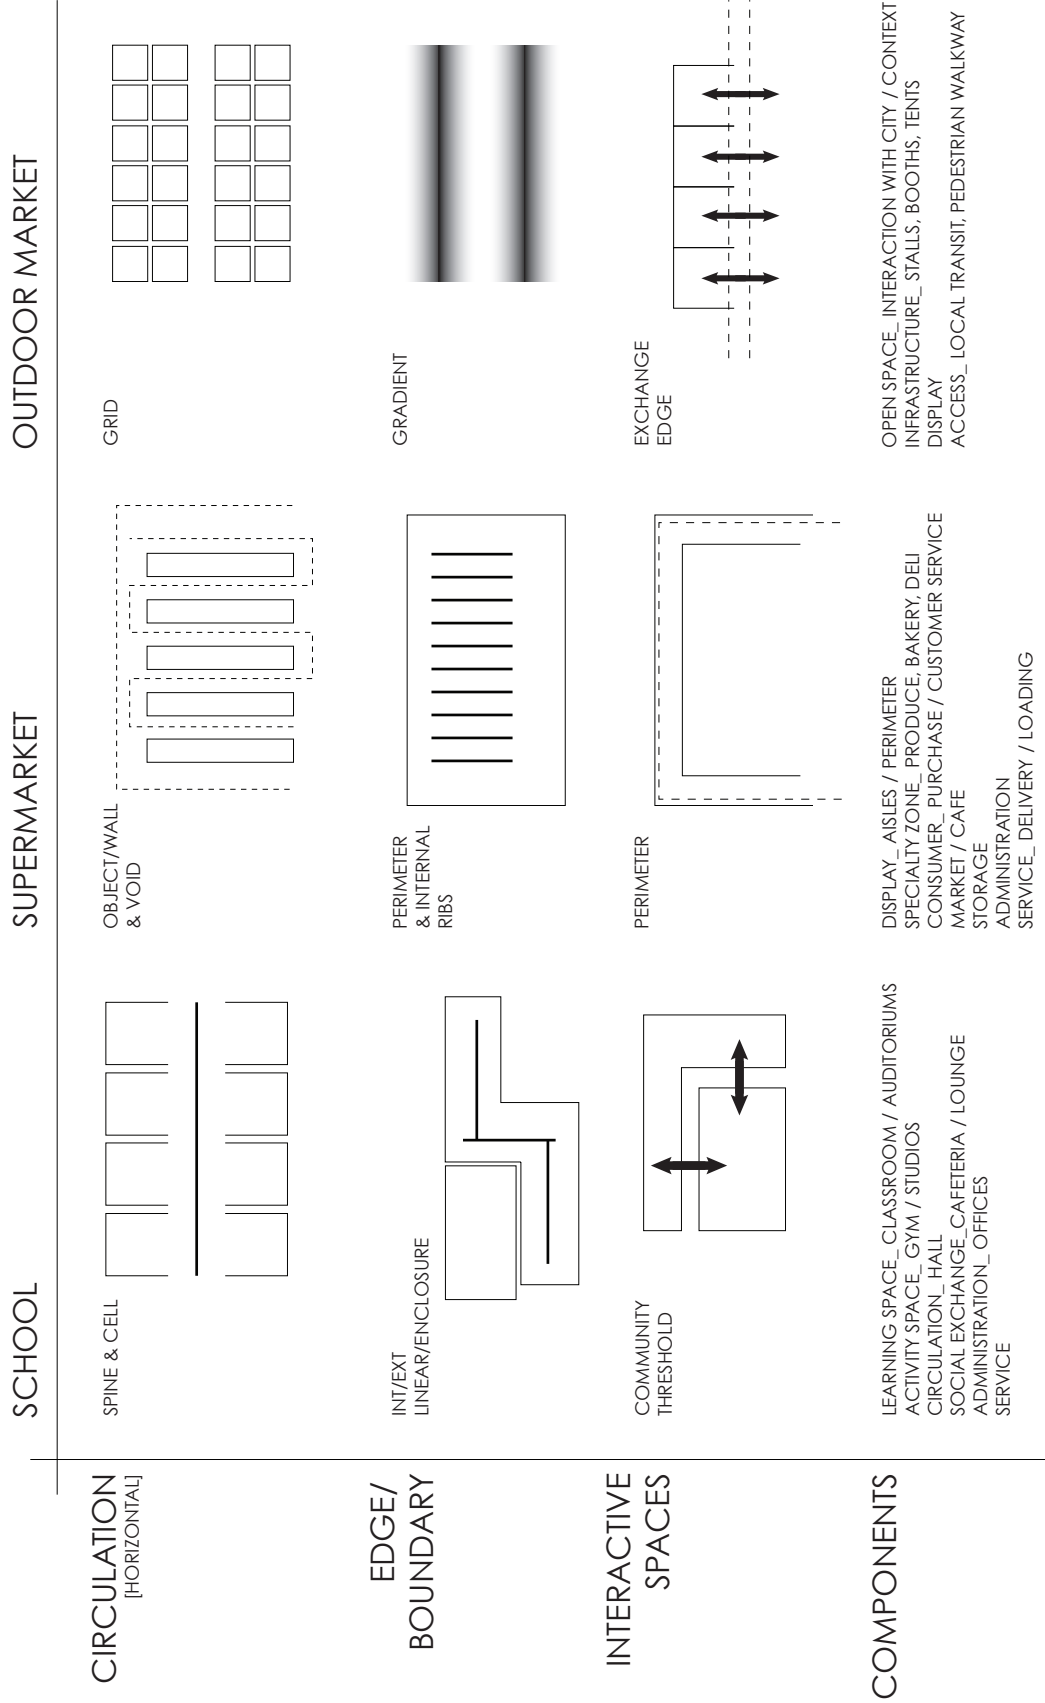 SCHOOL
SUPERMARKET
OUTDOOR MARKET
CIRCULATION
[HORIZONTAL]
SPINE & CELL
OBJECT/WALL
& VOID
GRID
EDGE/
BOUNDARY
INT/EXT
LINEAR/ENCLOSURE
PERIMETER
& INTERNAL
RIBS
GRADIENT
INTERACTIVE
SPACES
COMMUNITY
THRESHOLD
PERIMETER
EXCHANGE
EDGE
COMPONENTS
LEARNING SPACE_CLASSROOM / AUDITORIUMS
ACTIVITY SPACE_ GYM / STUDIOS
CIRCULATION_ HALL
SOCIAL EXCHANGE_CAFETERIA / LOUNGE
ADMINISTRATION_ OFFICES
SERVICE
DISPLAY_ AISLES / PERIMETER
SPECIALTY ZONE_ PRODUCE, BAKERY, DELI
CONSUMER_ PURCHASE / CUSTOMER SERVICE
MARKET / CAFE
STORAGE
ADMINISTRATION
SERVICE_ DELIVERY / LOADING
OPEN SPACE_INTERACTION WITH CITY / CONTEXT
INFRASTRUCTURE_ STALLS, BOOTHS, TENTS
DISPLAY
ACCESS_ LOCAL TRANSIT, PEDESTRIAN WALKWAY